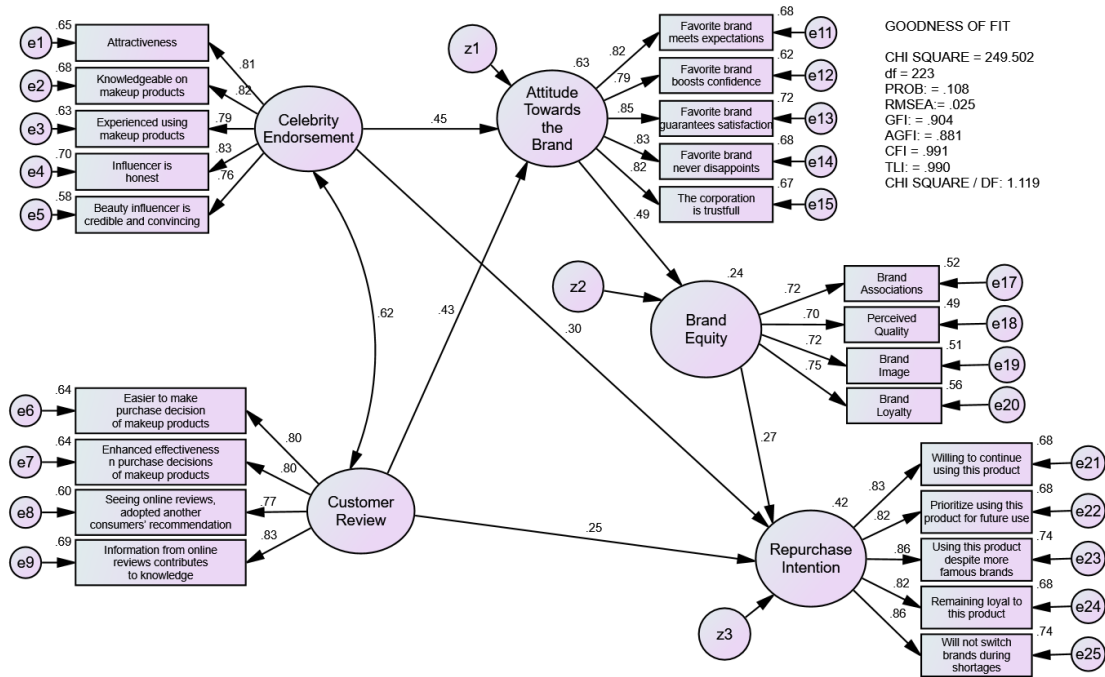 e1
.65
Attractiveness
.81
e2
.68
Knowledgeable on
makeup products
.82
e3
.63
Experienced using
makeup products
.79
e4
.70
Influencer is
honest
.83
e5
.58
Beauty influencer is
credible and convincing
.76
Celebrity
Endorsement
.45
z1
.63
Attitude
Towards
the
Brand
.82
Favorite brand
meets expectations
.68
e11
.79
Favorite brand
boosts confidence
.62
e12
.85
Favorite brand
guarantees satisfaction
.72
e13
.83
Favorite brand
never disappoints
.68
e14
.82
The corporation
is trustfull
.67
e15
GOODNESS OF FIT
CHI SQUARE = 249.502
df = 223
PROB: = .108
RMSEA:= .025
GFI: = .904
AGFI: = .881
CFI = .991
TLI: = .990
CHI SQUARE / DF: 1.119
.49
.62
.43
.30
z2
.24
Brand
Equity
.72
Brand
Associations
.52
e17
.70
Perceived
Quality
.49
e18
.72
Brand
Image
.51
e19
.75
Brand
Loyalty
.56
e20
.27
e6
.64
Easier to make
purchase decision
of makeup products
.80
e7
.64
Enhanced effectiveness
n purchase decisions
of makeup products
.80
e8
.60
Seeing online reviews,
adopted another
consumers' recommendation
.77
e9
.69
Information from online
reviews contributes
to knowledge
.83
Customer
Review
.25
z3
.42
Repurchase
Intention
.83
Willing to continue
using this product
.68
e21
.82
Prioritize using this
product for future use
.68
e22
.86
Using this product
despite more
famous brands
.74
e23
.82
Remaining loyal to
this product
.68
e24
.86
Will not switch
brands during
shortages
.74
e25